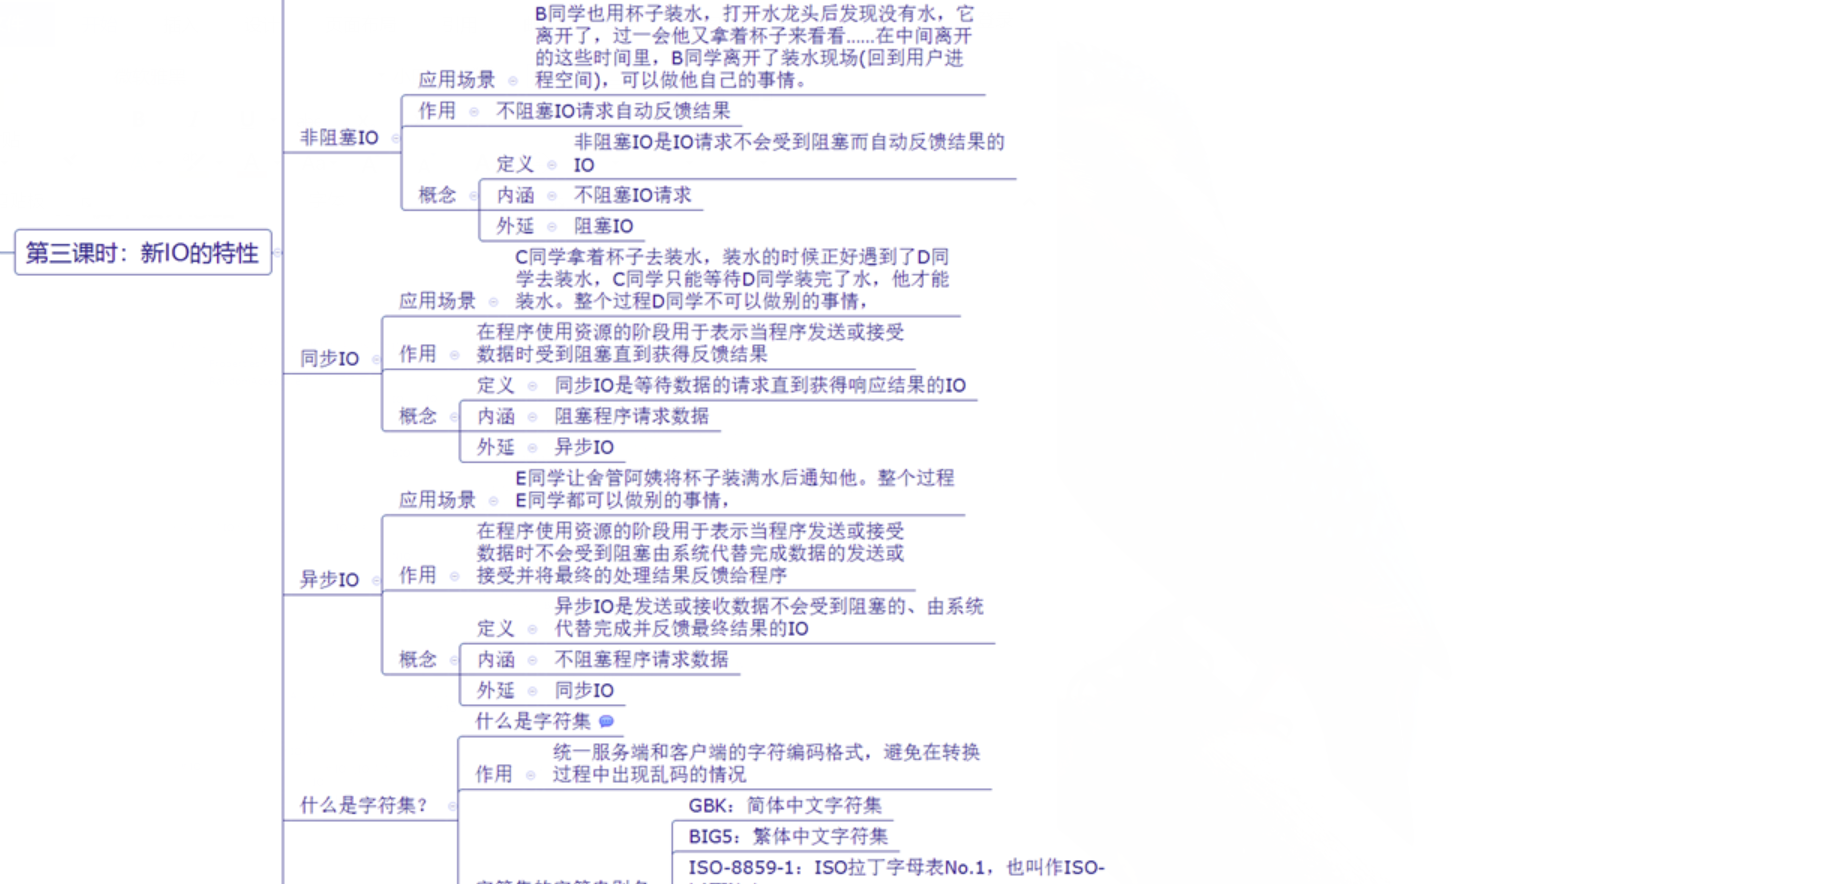 第三课时：新IO的特性
非阻塞IO
应用场景
B同学也用杯子装水，打开水龙头后发现没有水，它
离开了，过一会他又拿着杯子来看看......在中间离开
的这些时间里，B同学离开了装水现场(回到用户进
程空间)，可以做他自己的事情。
作用
不阻塞IO请求自动反馈结果
概念
定义
非阻塞IO是IO请求不会受到阻塞而自动反馈结果的
IO
内涵
不阻塞IO请求
外延
阻塞IO
同步IO
应用场景
C同学拿着杯子去装水，装水的时候正好遇到了D同
学去装水，C同学只能等待D同学装完了水，他才能
装水。整个过程D同学不可以做别的事情，
作用
在程序使用资源的阶段用于表示当程序发送或接受
数据时受到阻塞直到获得反馈结果
概念
定义
同步IO是等待数据的请求直到获得响应结果的IO
内涵
阻塞程序请求数据
外延
异步IO
异步IO
应用场景
E同学让舍管阿姨将杯子装满水后通知他。整个过程
E同学都可以做别的事情，
作用
在程序使用资源的阶段用于表示当程序发送或接受
数据时不会受到阻塞由系统代替完成数据的发送或
接受并将最终的处理结果反馈给程序
概念
定义
异步IO是发送或接收数据不会受到阻塞的、由系统
代替完成并反馈最终结果的IO
内涵
不阻塞程序请求数据
外延
同步IO
什么是字符集？
什么是字符集
作用
统一服务端和客户端的字符编码格式，避免在转换
过程中出现乱码的情况
GBK：简体中文字符集
BIG5：繁体中文字符集
ISO-8859-1：ISO拉丁字母表No.1，也叫作ISO-